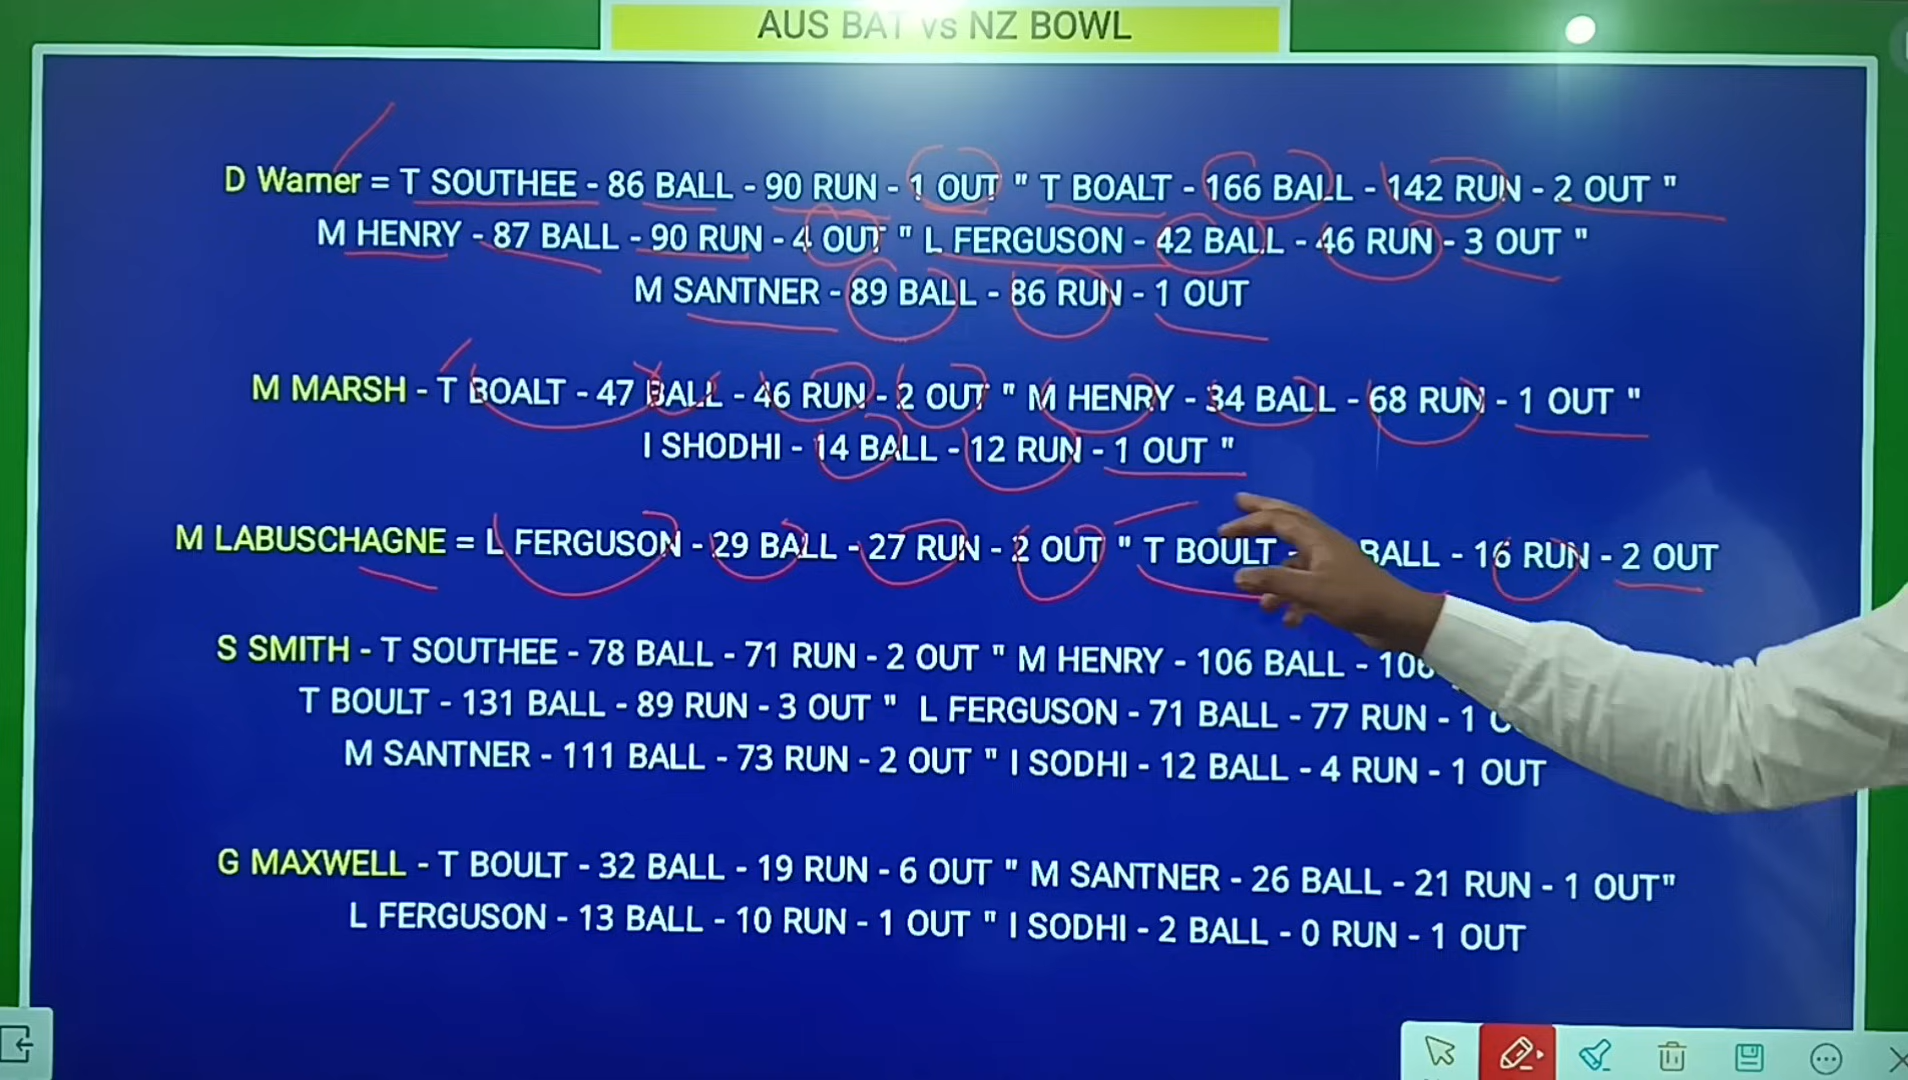 AUS BAT vs NZ BOWL
D Warner = T SOUTHEE - 86 BALL - 90 RUN - 1 OUT " T BOALT - 166 BALL - 142 RUN - 2 OUT "
M HENRY - 87 BALL - 90 RUN - 4 OUT " L FERGUSON - 42 BALL - 46 RUN - 3 OUT "
M SANTNER - 89 BALL - 86 RUN - 1 OUT
M MARSH - T BOALT - 47 BALL - 46 RUN - 2 OUT " M HENRY - 34 BALL - 68 RUN - 1 OUT "
I SHODHI - 14 BALL - 12 RUN - 1 OUT "
M LABUSCHAGNE = L FERGUSON - 29 BALL - 27 RUN - 2 OUT " T BOULT - BALL - 16 RUN - 2 OUT
S SMITH - T SOUTHEE - 78 BALL - 71 RUN - 2 OUT " M HENRY - 106 BALL - 106
T BOULT - 131 BALL - 89 RUN - 3 OUT " L FERGUSON - 71 BALL - 77 RUN - 1
M SANTNER - 111 BALL - 73 RUN - 2 OUT " I SODHI - 12 BALL - 4 RUN - 1 OUT
G MAXWELL - T BOULT - 32 BALL - 19 RUN - 6 OUT " M SANTNER - 26 BALL - 21 RUN - 1 OUT"
L FERGUSON - 13 BALL - 10 RUN - 1 OUT " I SODHI - 2 BALL - 0 RUN - 1 OUT